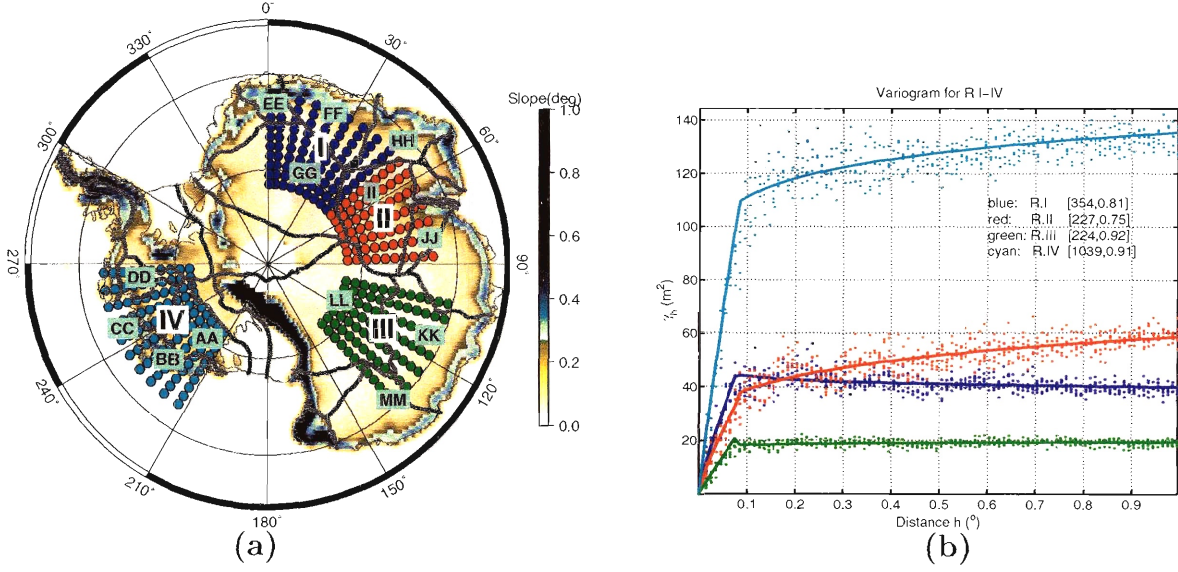 0°
30°
60°
90°
120°
150°
180°
210°
240°
270°
300°
330°
EE
FF
HH
I
GG
II
II
JJ
DD
LL
CC
IV
AA
III
KK
BB
MM
Slope(deg)
1.0
0.8
0.6
0.4
0.2
0.0
(a)
Variogram for R I-IV
140
120
100
80
60
40
20
γh (m²)
blue: R.I [354,0.81]
red: R.II [227,0.75]
green: R.iii [224,0.92]
cyan: R.IV [1039,0.91]
0.1 0.2 0.3 0.4 0.5 0.6 0.7 0.8 0.9
Distance h (°)
(b)